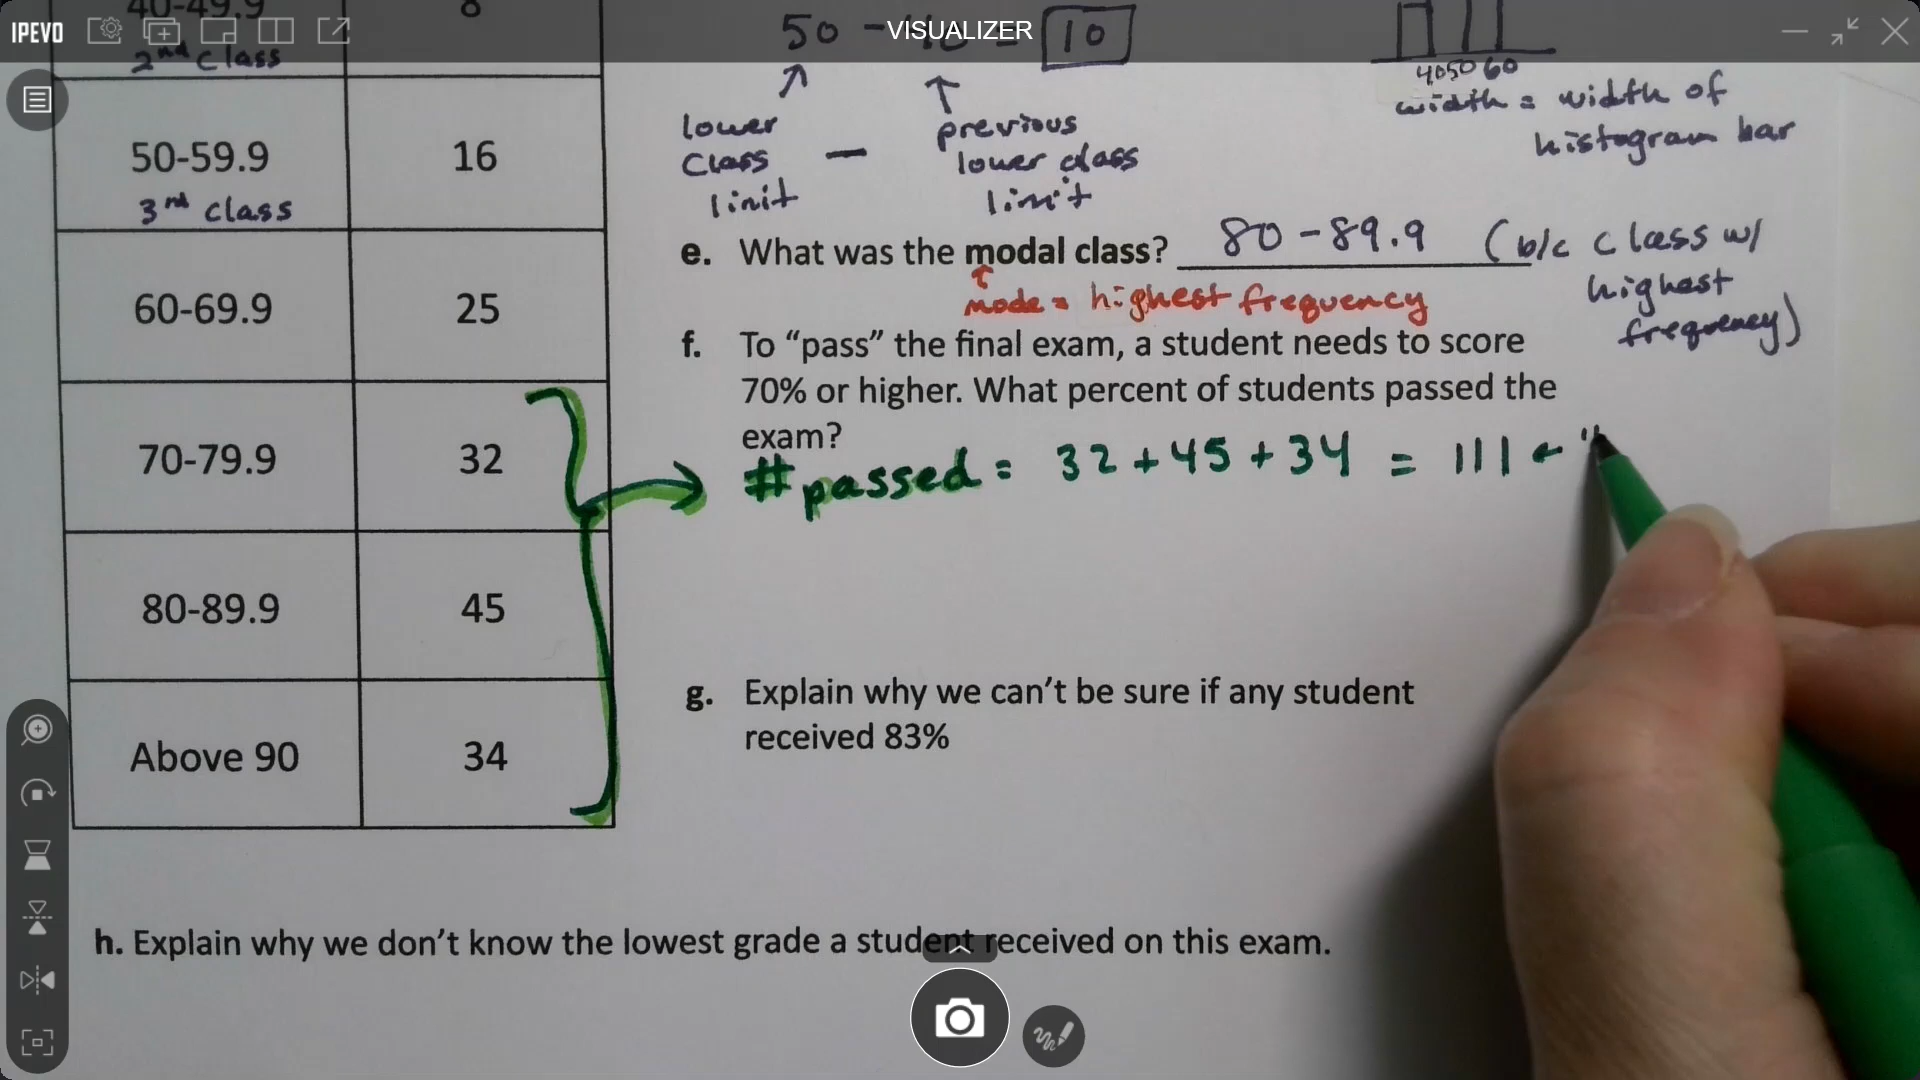 IPEVO
VISUALIZER
40-49.9
8
2nd class
50-59.9
16
3rd class
60-69.9
25
70-79.9
32
80-89.9
45
Above 90
34
50 - 40 = 10
lower
class
limit
-
previous
lower class
limit
40 50 60
width = width of
histogram bar
e. What was the modal class? 80-89.9 (b/c class w/
highest
frequency)
mode = highest frequency
f. To “pass” the final exam, a student needs to score
70% or higher. What percent of students passed the
exam?
#passed = 32 + 45 + 34 = 111 ←
g. Explain why we can’t be sure if any student
received 83%
h. Explain why we don’t know the lowest grade a student received on this exam.